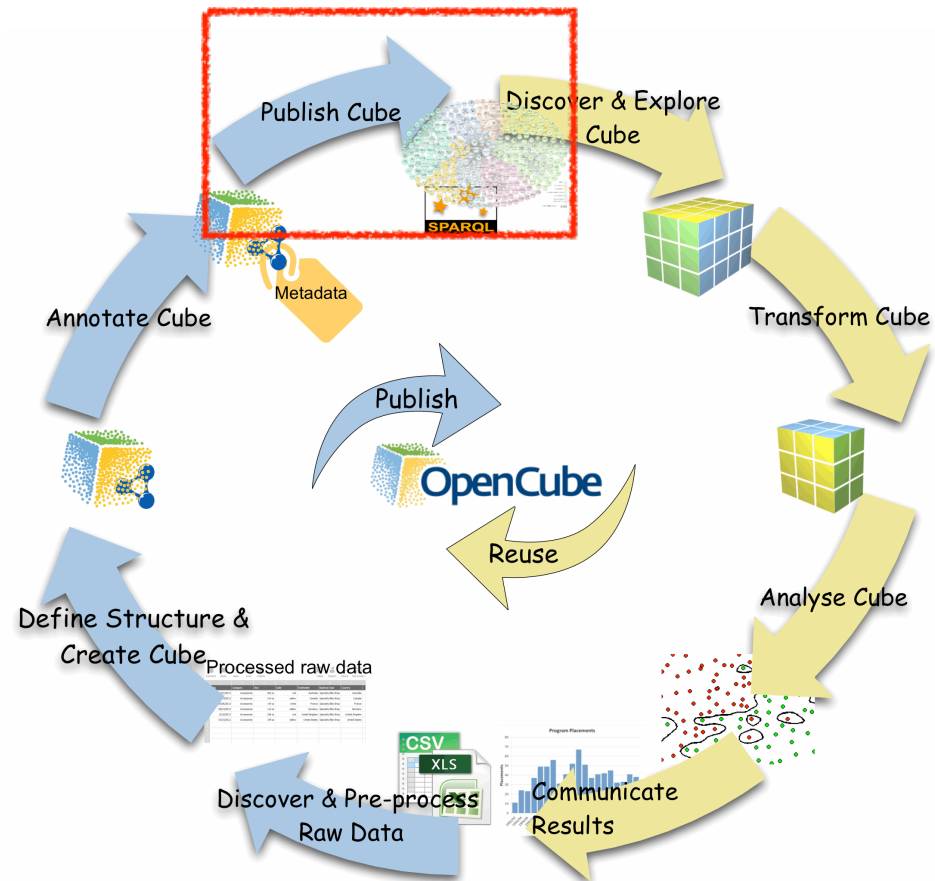 Publish Cube
Discover & Explore
Cube
SPARQL
Metadata
Annotate Cube
Transform Cube
Publish
OpenCube
Reuse
Analyse Cube
Define Structure &
Create Cube
Processed raw data
Program Placements
Placements
CSV
XLS
Discover & Pre-process
Raw Data
Communicate
Results